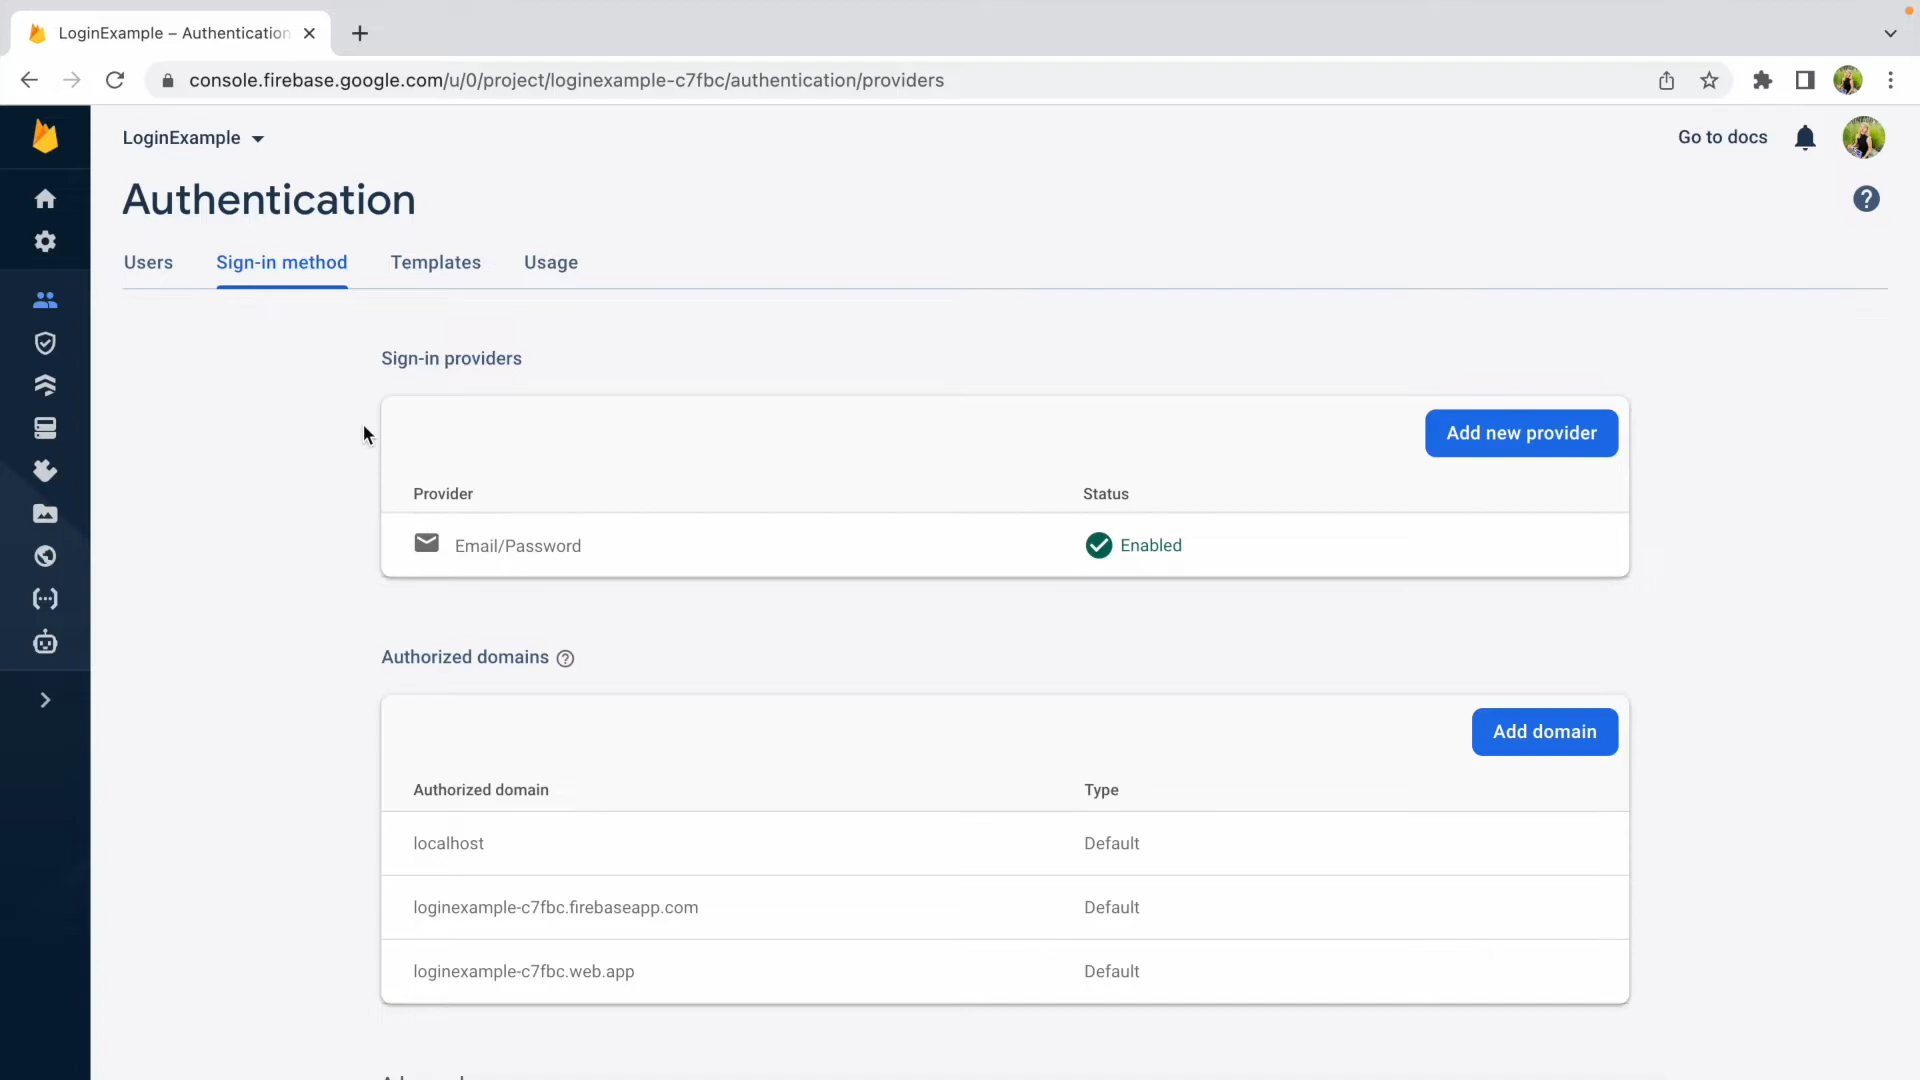 LoginExample – Authentication
console.firebase.google.com/u/0/project/loginexample-c7fbc/authentication/providers
LoginExample
Go to docs
Authentication
Users
Sign-in method
Templates
Usage
Sign-in providers
Add new provider
Provider
Status
Email/Password
Enabled
Authorized domains
Add domain
Authorized domain
Type
localhost
Default
loginexample-c7fbc.firebaseapp.com
Default
loginexample-c7fbc.web.app
Default